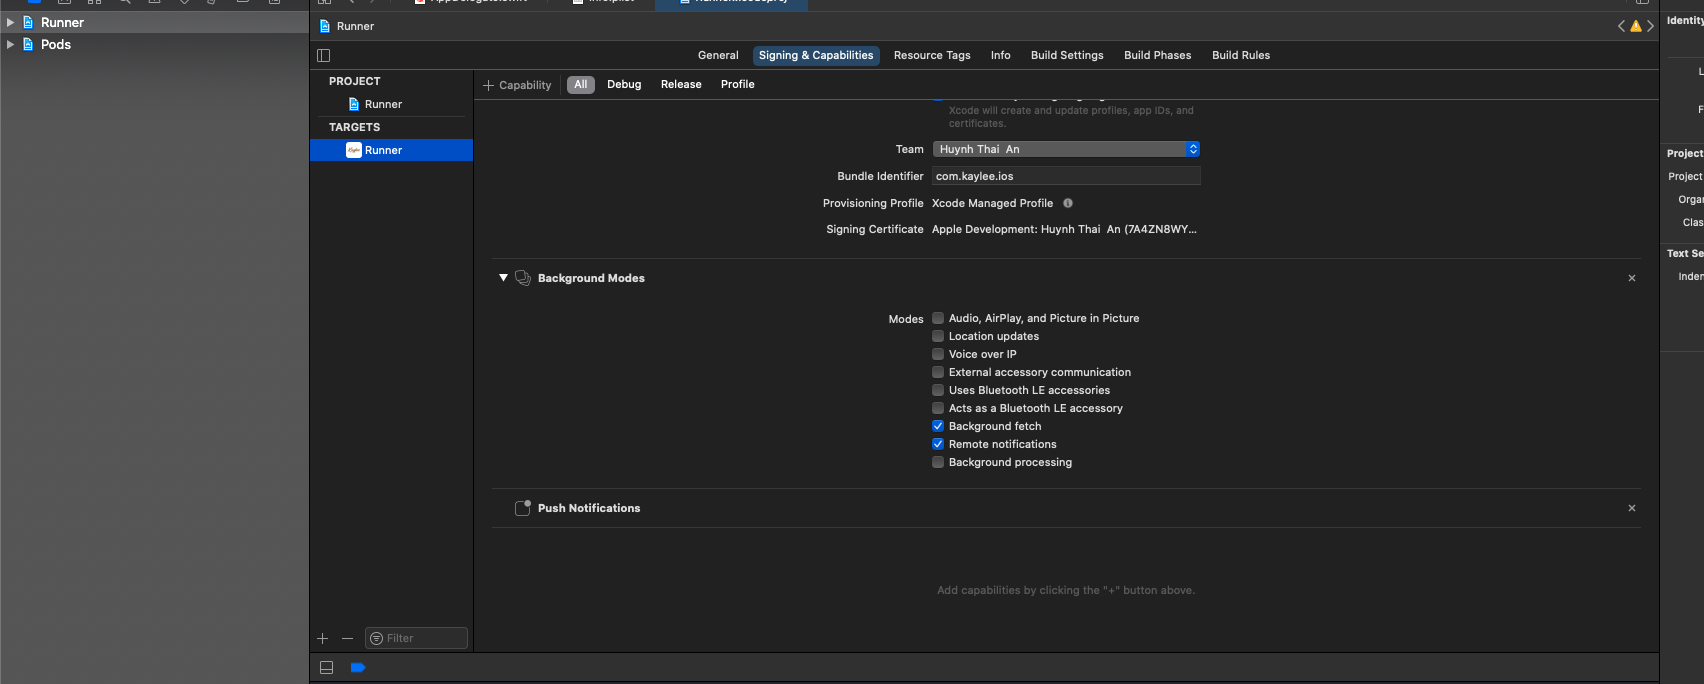 Runner
Pods
Runner
General Signing & Capabilities Resource Tags Info Build Settings Build Phases Build Rules
Capability All Debug Release Profile
PROJECT
Runner
TARGETS
Runner
Xcode will create and update profiles, app IDs, and
certificates.
Team Huynh Thai An
Bundle Identifier com.kaylee.ios
Provisioning Profile Xcode Managed Profile
Signing Certificate Apple Development: Huynh Thai An (7A4ZN8WY...
Background Modes
Modes
Audio, AirPlay, and Picture in Picture
Location updates
Voice over IP
External accessory communication
Uses Bluetooth LE accessories
Acts as a Bluetooth LE accessory
Background fetch
Remote notifications
Background processing
Push Notifications
Add capabilities by clicking the "+" button above.
Filter
Identity
L
F
Project
Project
Organ
Clas
Text Se
Inden